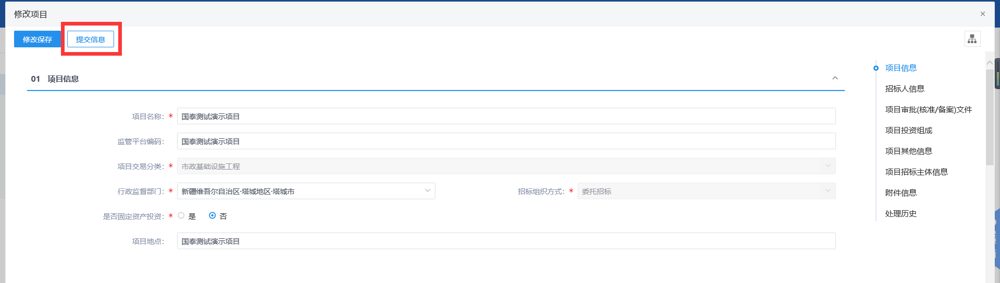 修改项目
修改保存 提交信息
01 项目信息
项目名称: * 国泰测试演示项目
监管平台编码: 国泰测试演示项目
项目交易分类: * 市政基础设施工程
行政监督部门: * 新疆维吾尔自治区·塔城地区·塔城市 招标组织方式: * 委托招标
是否固定资产投资: * 是 否
项目地点: 国泰测试演示项目
项目信息
招标人信息
项目审批(核准/备案)文件
项目投资组成
项目其他信息
项目招标主体信息
附件信息
处理历史